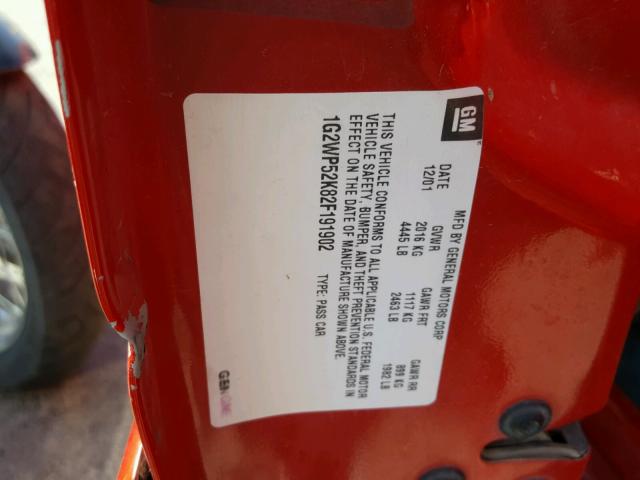 GM
MFD BY GENERAL MOTORS CORP
DATE GVWR GAWR FRT GAWR RR
12/01 2016 KG 1117 KG 899 KG
4445 LB 2463 LB 1982 LB
THIS VEHICLE CONFORMS TO ALL APPLICABLE U.S. FEDERAL MOTOR
VEHICLE SAFETY, BUMPER, AND THEFT PREVENTION STANDARDS IN
EFFECT ON THE DATE OF MANUFACTURE SHOWN ABOVE.
1G2WP52K82F191902
TYPE: PASS CAR